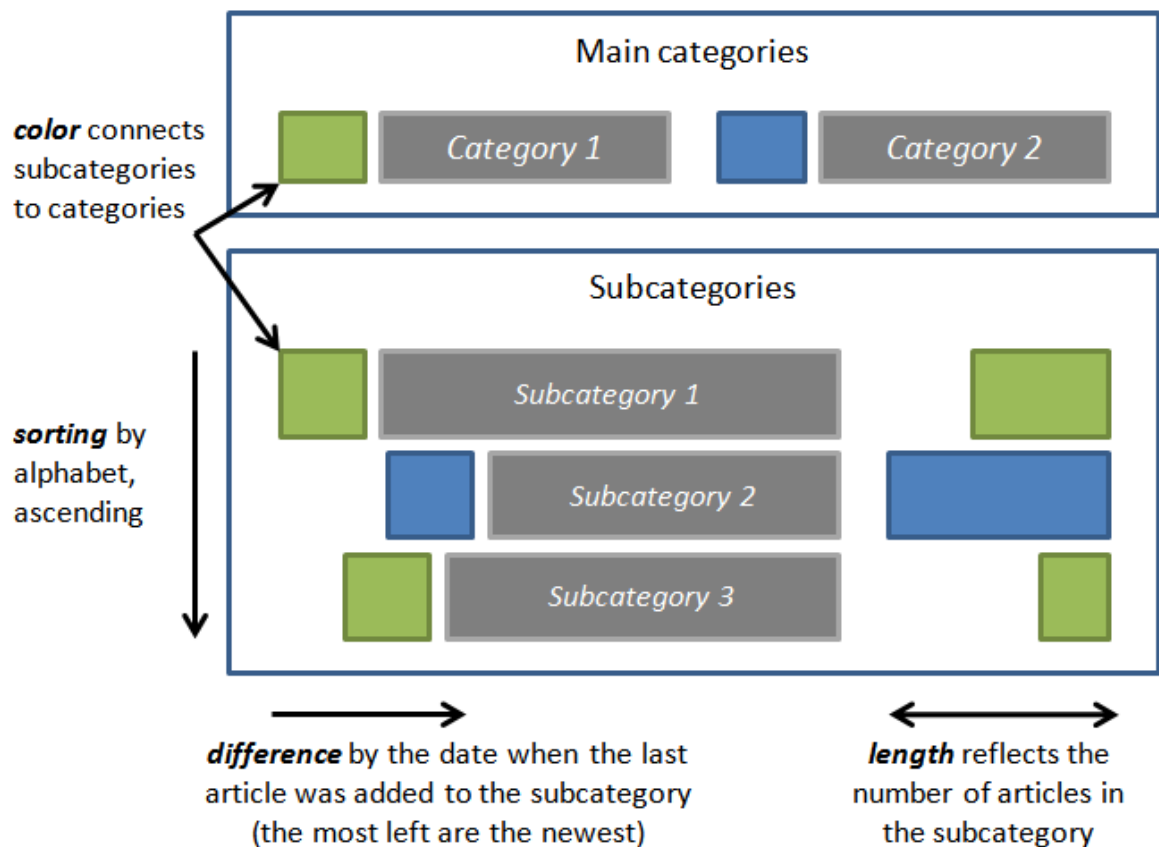 Main categories
color connects
subcategories
to categories
Category 1
Category 2
Subcategories
Subcategory 1
sorting by
alphabet,
ascending
Subcategory 2
Subcategory 3
difference by the date when the last
article was added to the subcategory
(the most left are the newest)
length reflects the
number of articles in
the subcategory